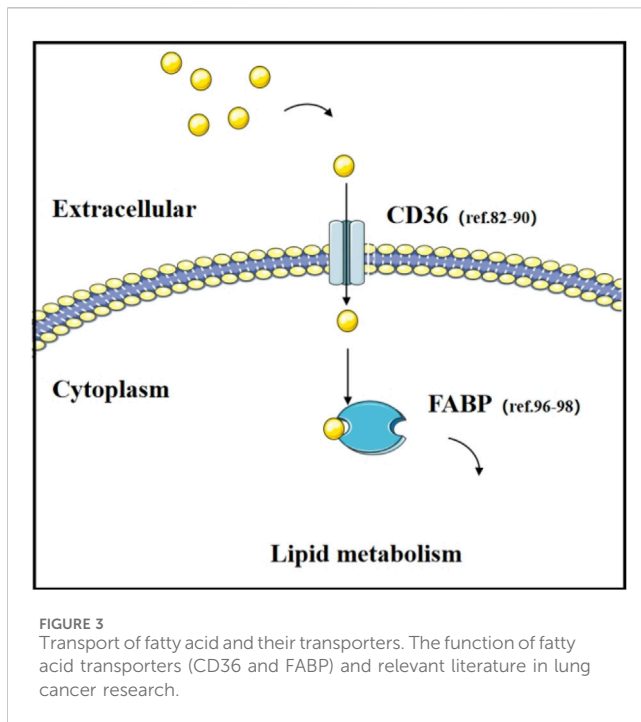 Extracellular
CD36 (ref.82-90)
Cytoplasm
FABP (ref.96-98)
Lipid metabolism
FIGURE 3
Transport of fatty acid and their transporters. The function of fatty
acid transporters (CD36 and FABP) and relevant literature in lung
cancer research.